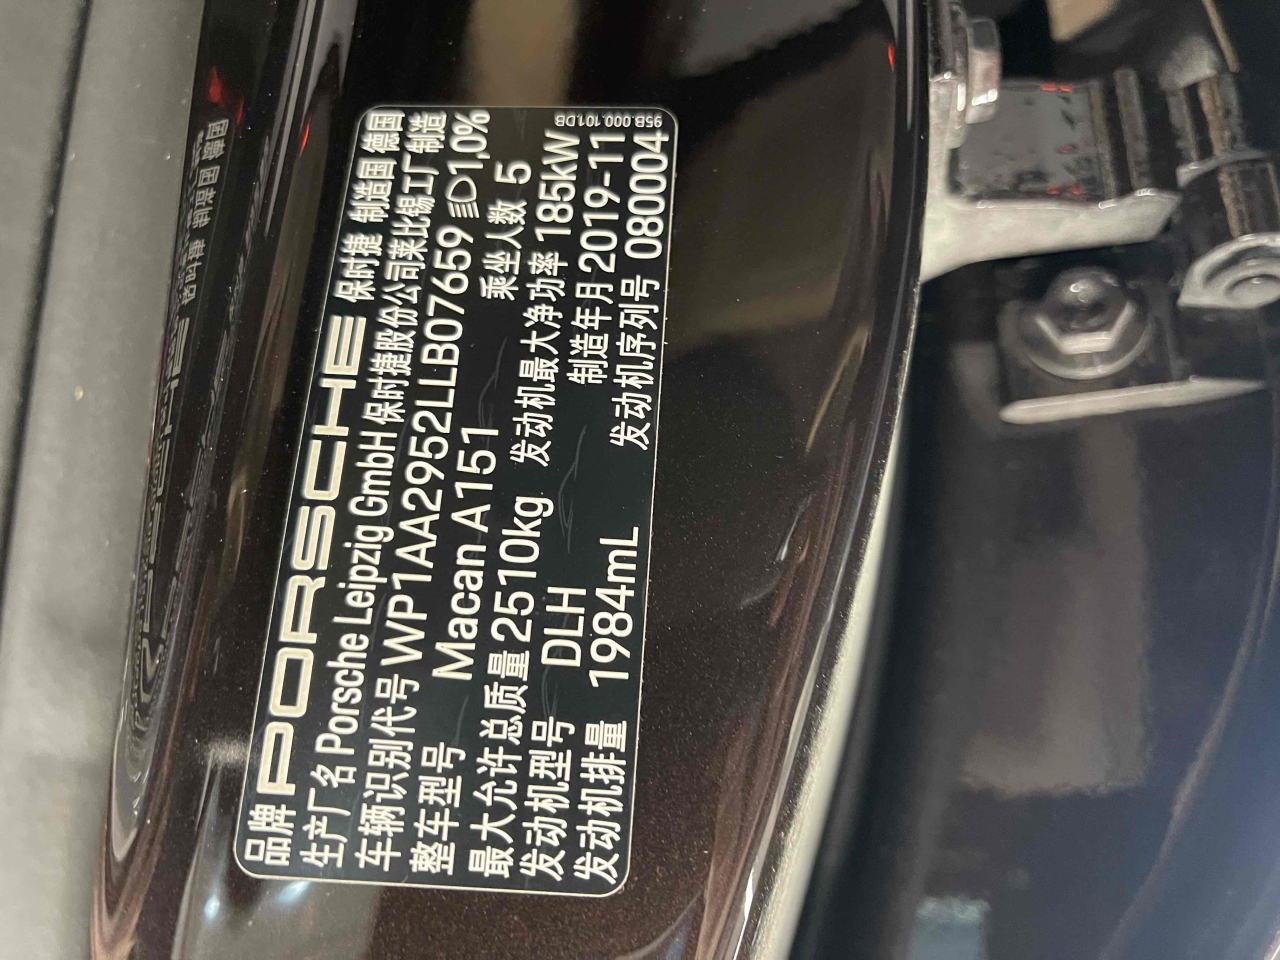 品牌 PORSCHE 保时捷 制造国 德国
生产厂名 Porsche Leipzig GmbH 保时捷股份公司莱比锡工厂制造
车辆识别代号 WP1AA2952LLB07659 1,0%
整车型号 Macan A151 乘坐人数 5
最大允许总质量 2510kg 发动机最大净功率 185kW
发动机型号 DLH 制造年月 2019-11
发动机排量 1984mL 发动机序列号 080004
95B.000.101.DB